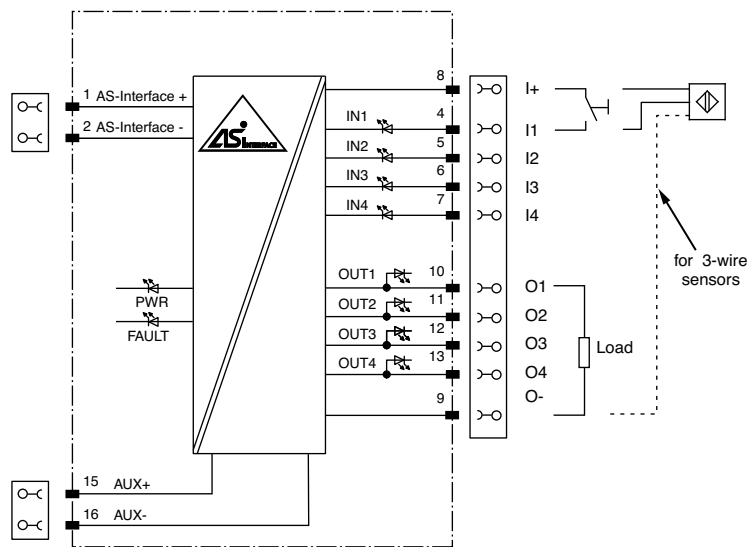 8
I+
1 AS-Interface +
IN1
4
I1
2 AS-Interface -
ASi
INTERFACE
IN2
5
I2
IN3
6
I3
IN4
7
I4
for 3-wire
sensors
OUT1
10
O1
PWR
OUT2
11
O2
FAULT
OUT3
12
O3
Load
OUT4
13
O4
9
O-
15 AUX+
16 AUX-